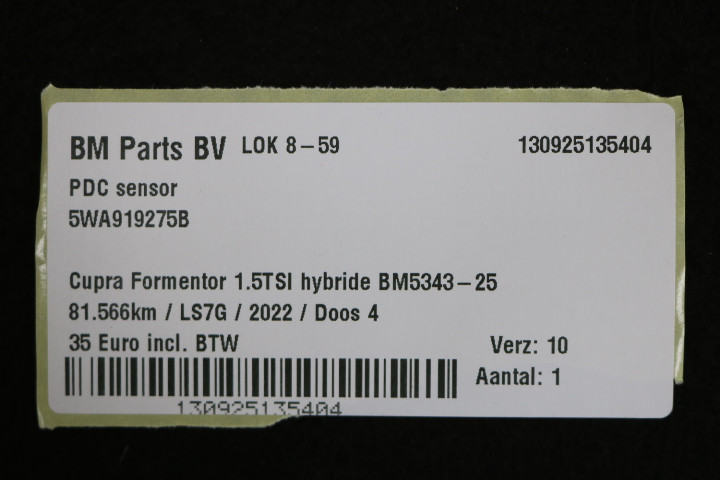 BM Parts BV LOK 8-59 130925135404
PDC sensor
5WA919275B
Cupra Formentor 1.5TSI hybride BM5343-25
81.566km / LS7G / 2022 / Doos 4
35 Euro incl. BTW Verz: 10
Aantal: 1
130925135404